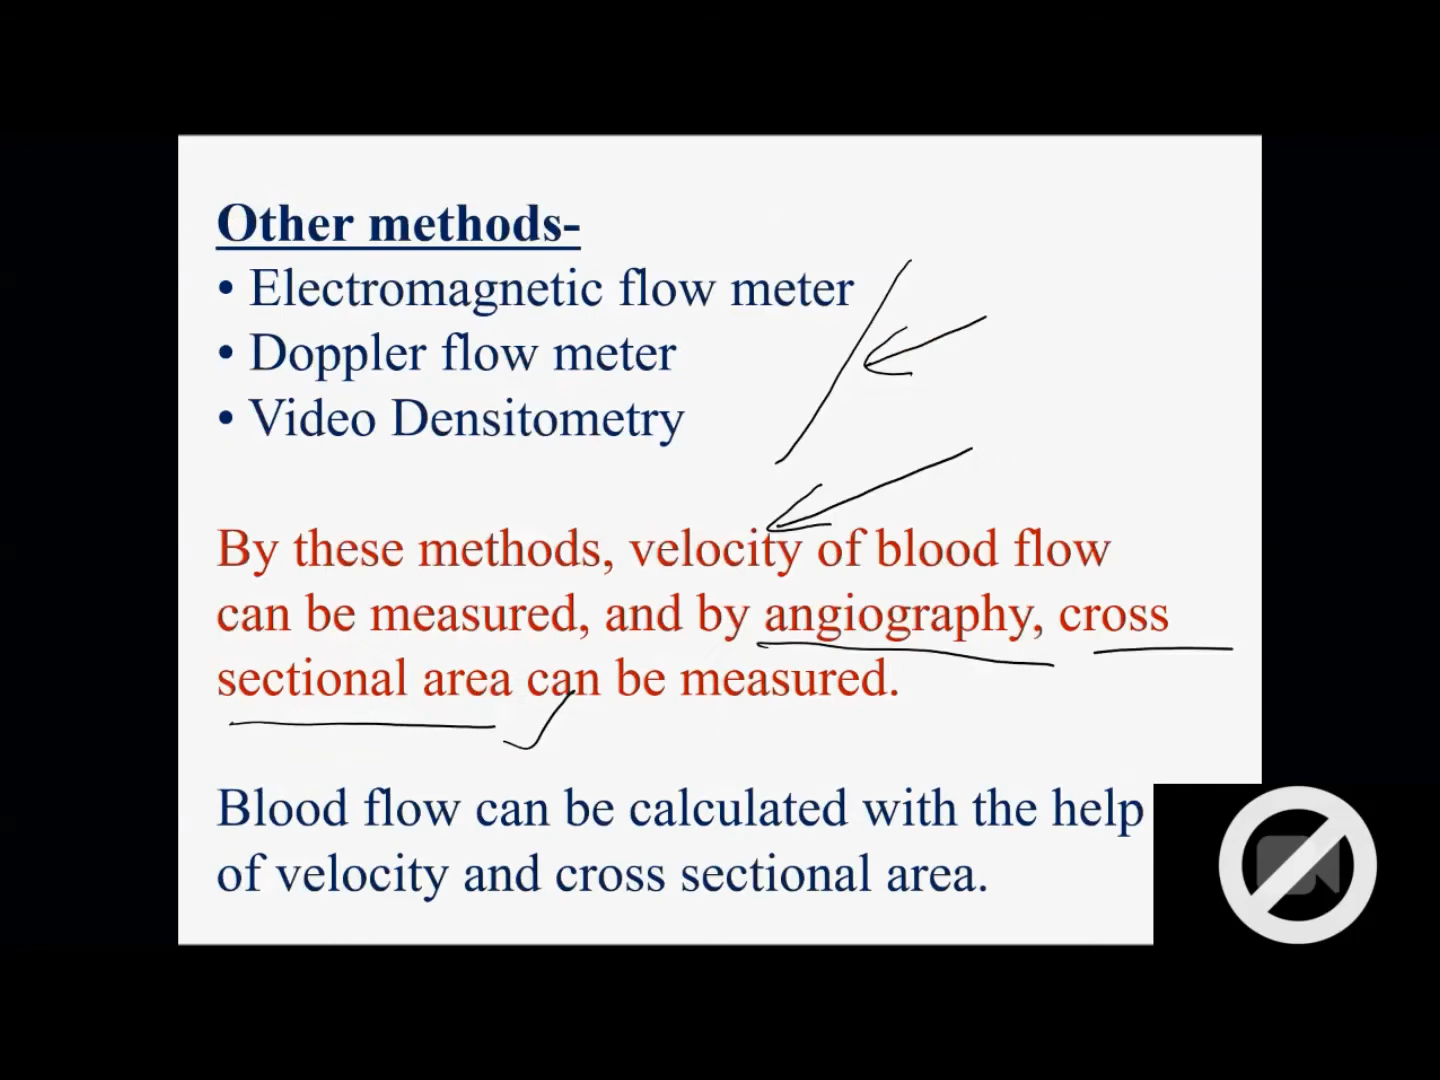 Other methods-
• Electromagnetic flow meter
• Doppler flow meter
• Video Densitometry
By these methods, velocity of blood flow
can be measured, and by angiography, cross
sectional area can be measured.
Blood flow can be calculated with the help
of velocity and cross sectional area.